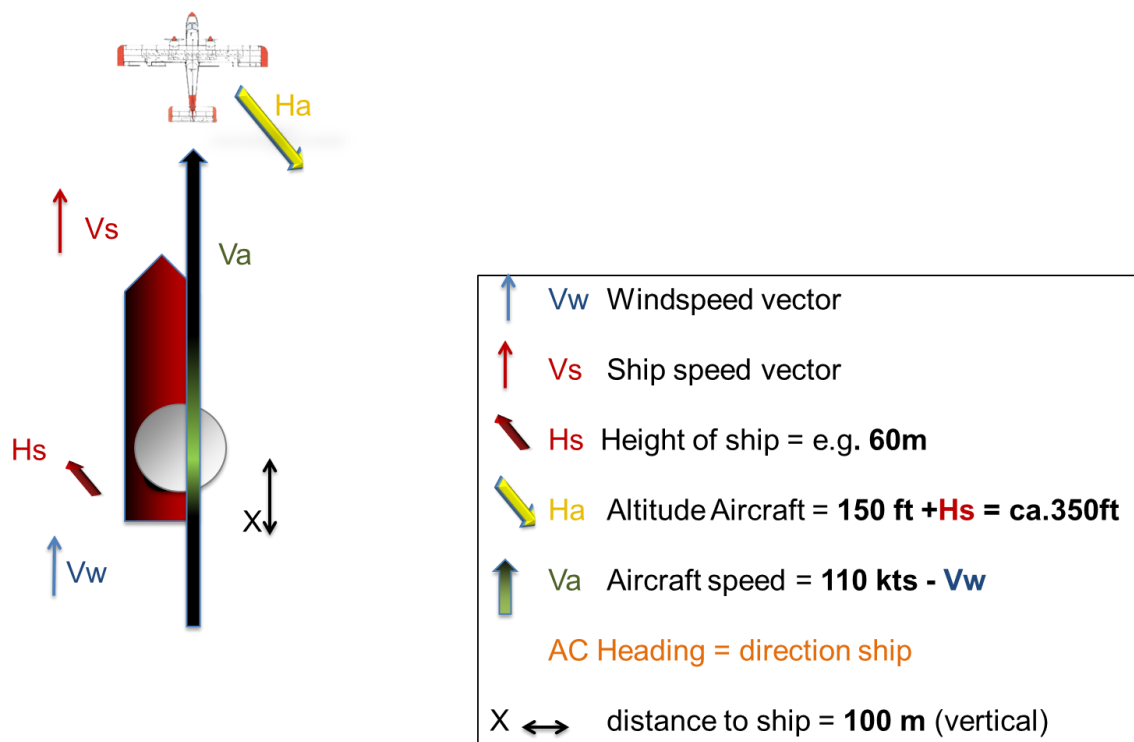 Ha
Vs
Va
Hs
X
Vw
Vw Windspeed vector
Vs Ship speed vector
Hs Height of ship = e.g. 60m
Ha Altitude Aircraft = 150 ft +Hs = ca.350ft
Va Aircraft speed = 110 kts - Vw
AC Heading = direction ship
X distance to ship = 100 m (vertical)